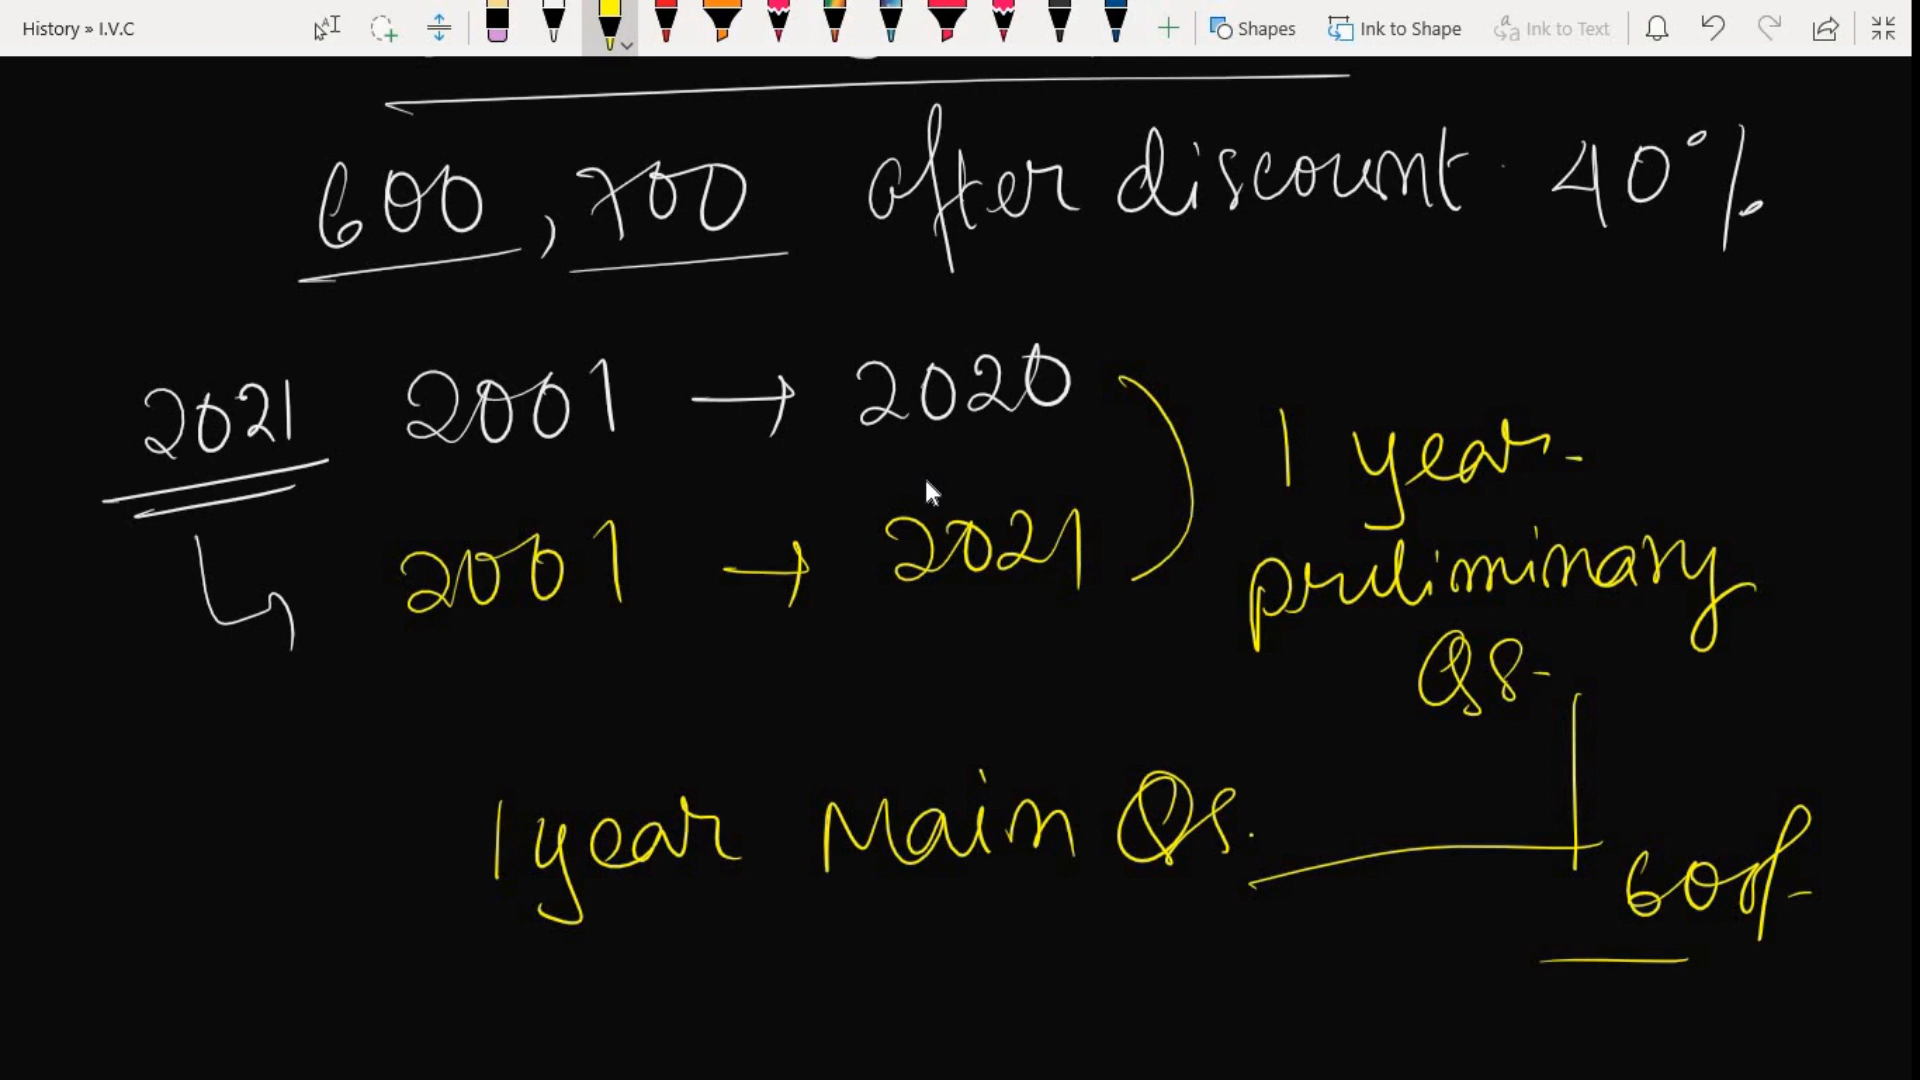 History » I.V.C
Shapes
Ink to Shape
Ink to Text
600, 700 after discount 40%
2021 2001 → 2020
2001 → 2021
1 year
preliminary
QS
1 year Main QS.
600/-